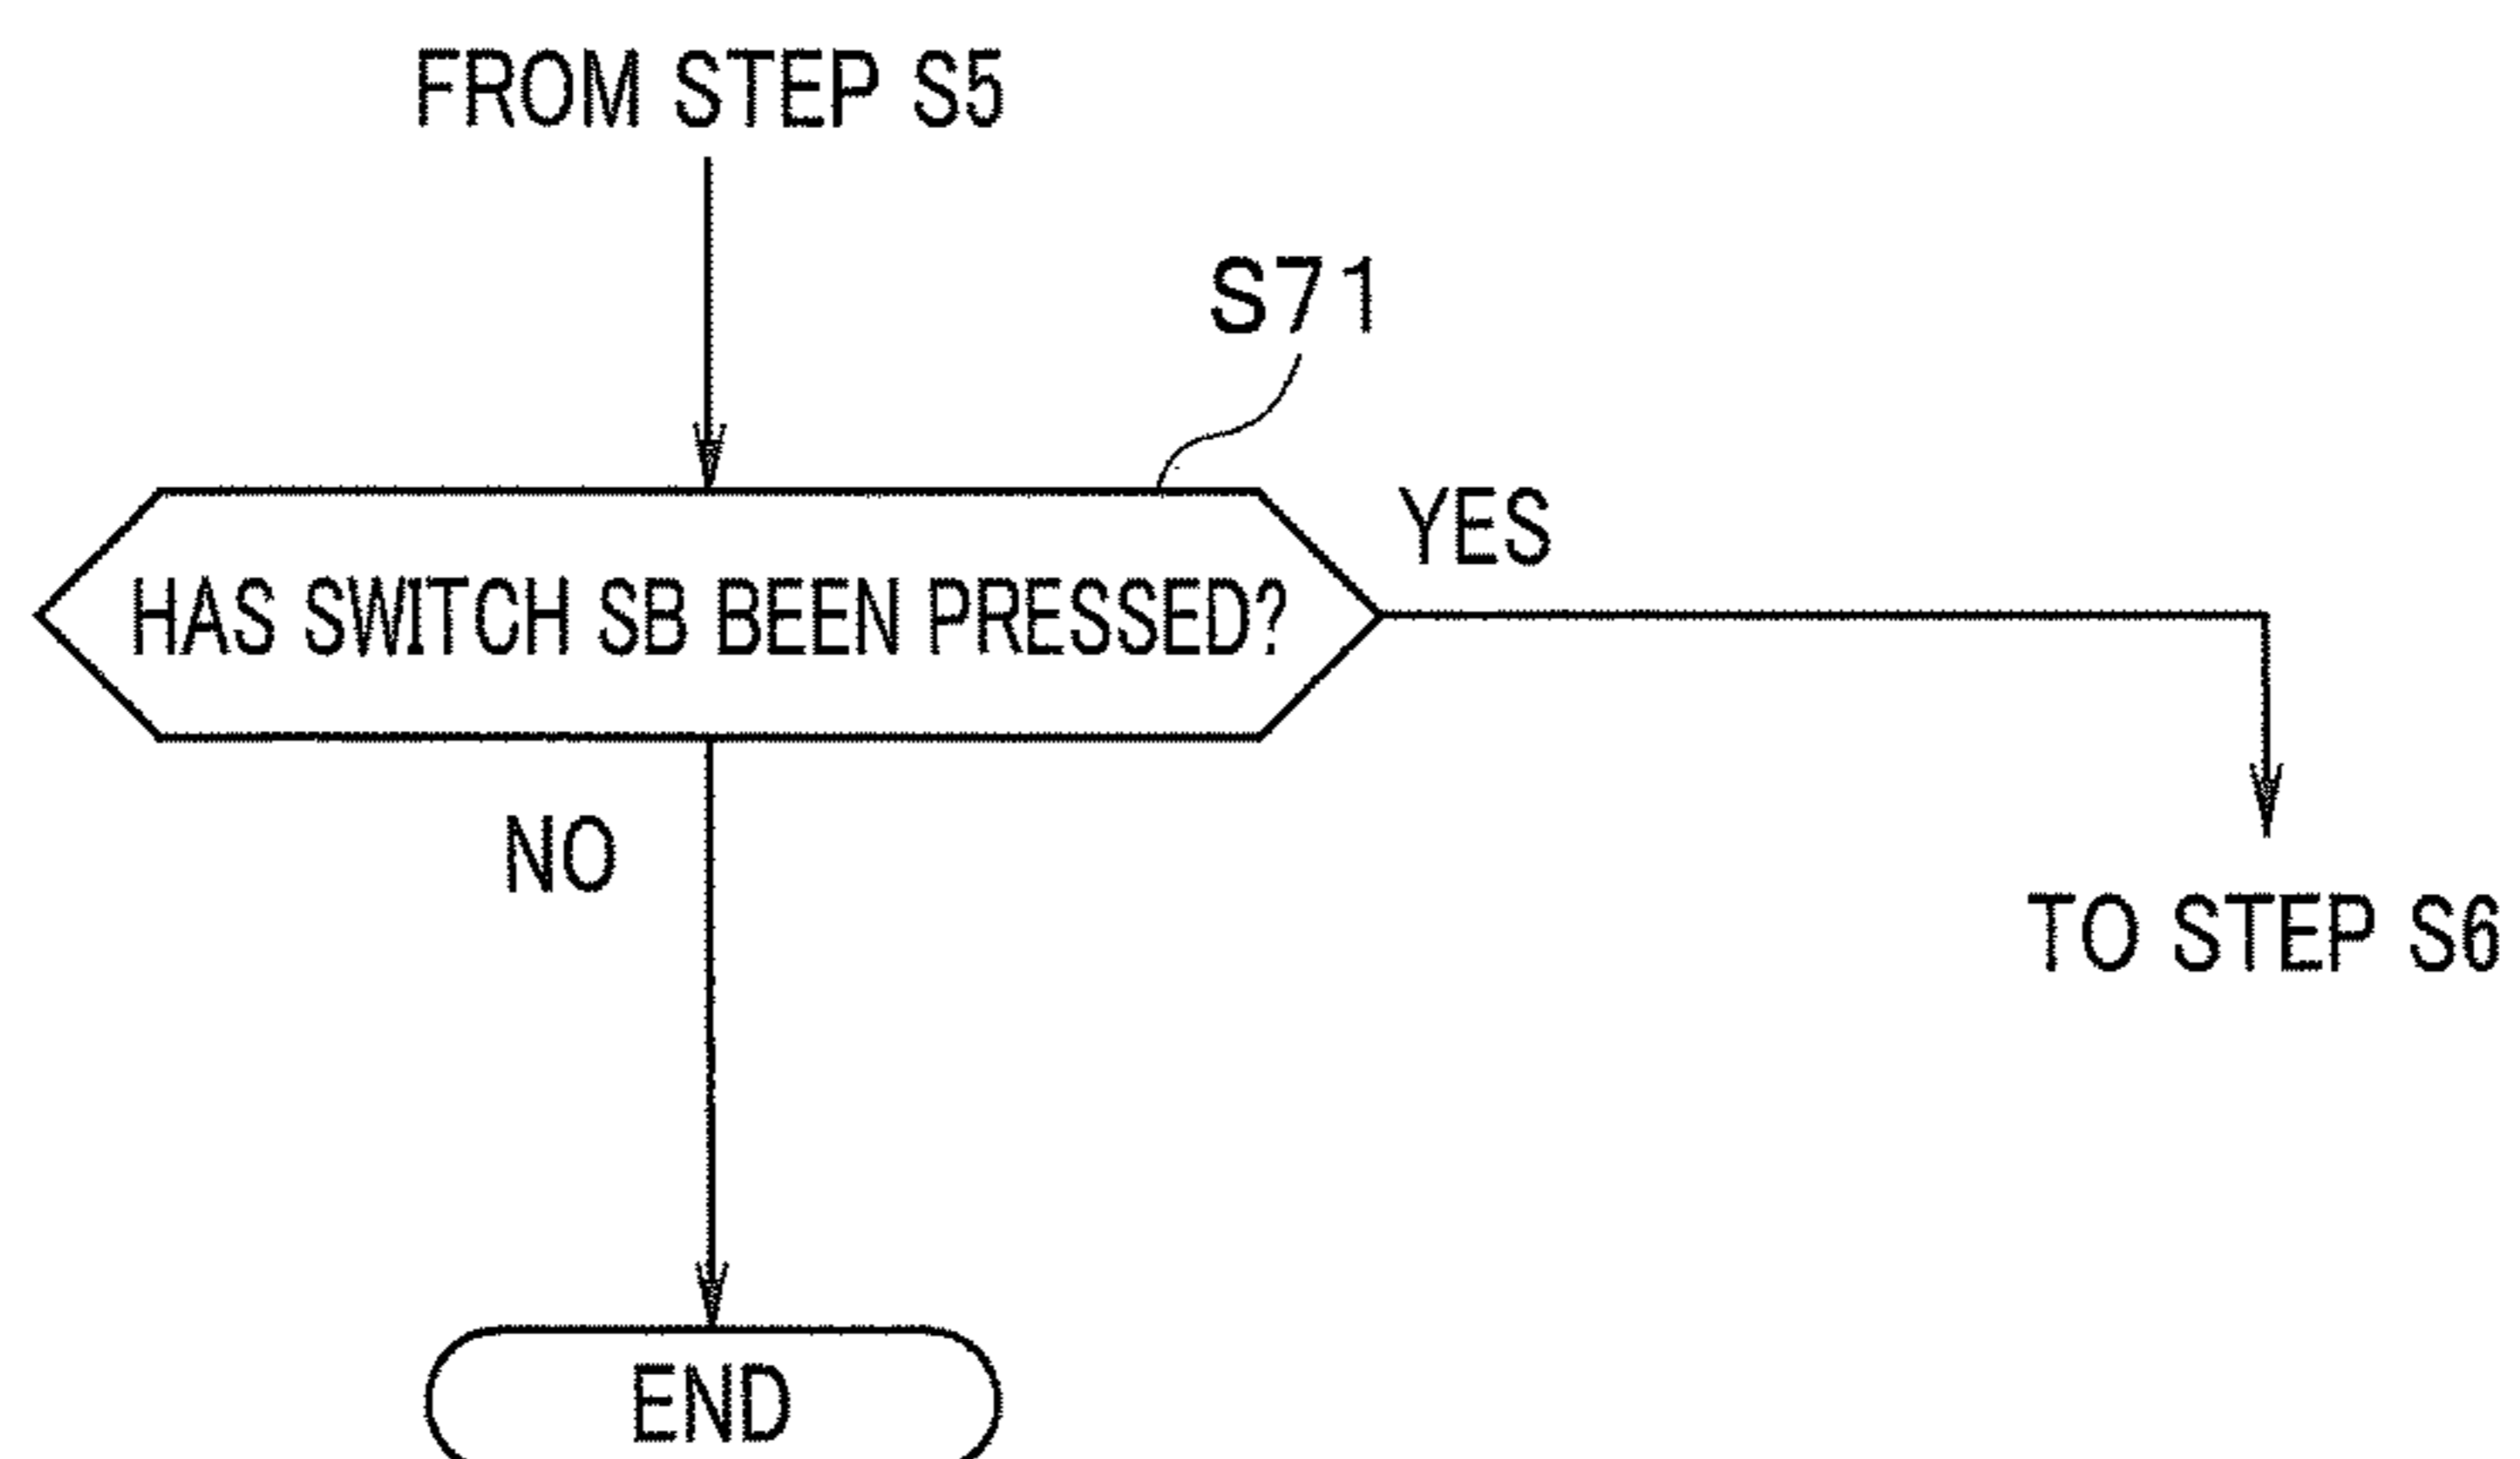 FROM STEP S5
S71
YES
HAS SWITCH SB BEEN PRESSED?
NO
TO STEP S6
END